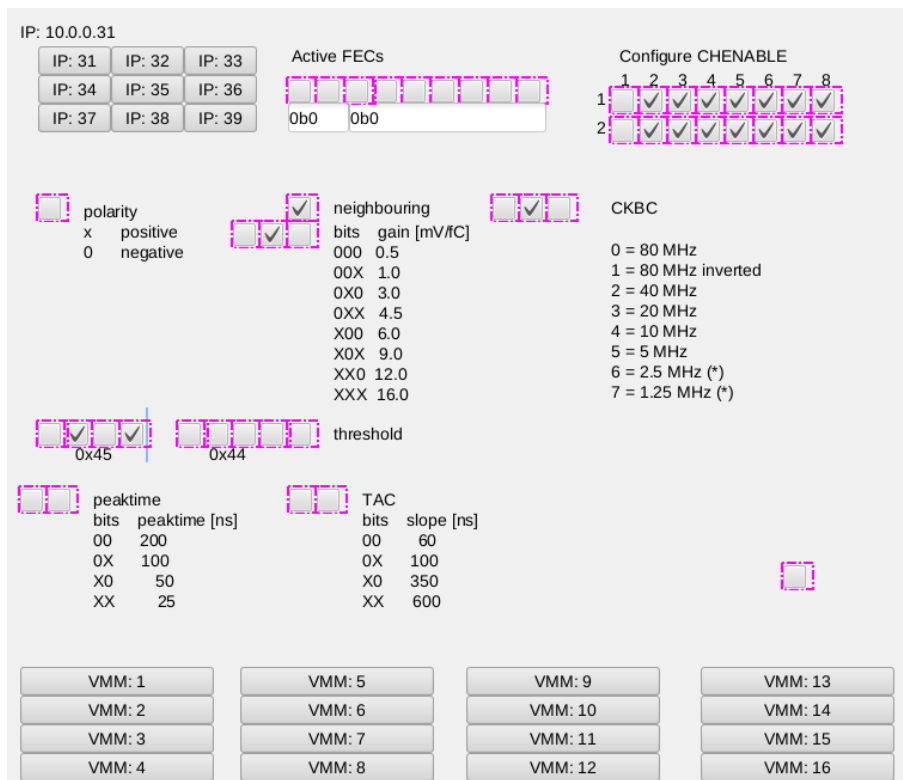 IP: 10.0.0.31
IP: 31 IP: 32 IP: 33
IP: 34 IP: 35 IP: 36
IP: 37 IP: 38 IP: 39
Active FECs
0b0 0b0
Configure CHENABLE
1 2 3 4 5 6 7 8
1
2
polarity
x positive
0 negative
neighbouring
bits gain [mV/fC]
000 0.5
00X 1.0
0X0 3.0
0XX 4.5
X00 6.0
X0X 9.0
XX0 12.0
XXX 16.0
CKBC
0 = 80 MHz
1 = 80 MHz inverted
2 = 40 MHz
3 = 20 MHz
4 = 10 MHz
5 = 5 MHz
6 = 2.5 MHz (*)
7 = 1.25 MHz (*)
threshold
0x45 0x44
peaktime
bits peaktime [ns]
00 200
0X 100
X0 50
XX 25
TAC
bits slope [ns]
00 60
0X 100
X0 350
XX 600
VMM: 1 VMM: 5 VMM: 9 VMM: 13
VMM: 2 VMM: 6 VMM: 10 VMM: 14
VMM: 3 VMM: 7 VMM: 11 VMM: 15
VMM: 4 VMM: 8 VMM: 12 VMM: 16